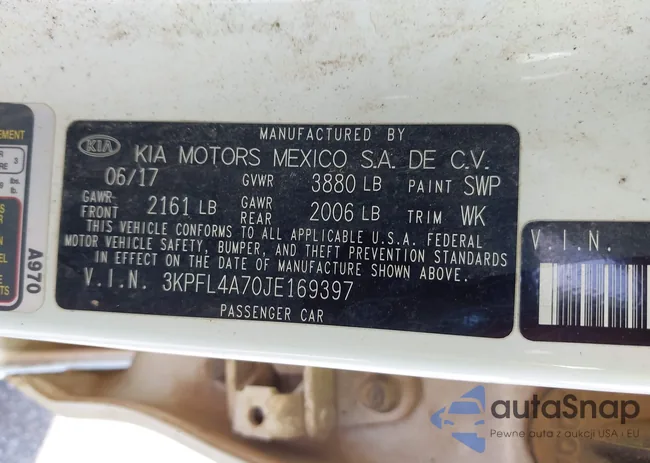 MANUFACTURED BY
KIA KIA MOTORS MEXICO, S.A. DE C.V.
06/17 GVWR 3880 LB PAINT SWP
GAWR FRONT 2161 LB GAWR REAR 2006 LB TRIM WK
THIS VEHICLE CONFORMS TO ALL APPLICABLE U.S.A. FEDERAL
MOTOR VEHICLE SAFETY, BUMPER, AND THEFT PREVENTION STANDARDS
IN EFFECT ON THE DATE OF MANUFACTURE SHOWN ABOVE.
V.I.N. 3KPFL4A70JE169397
PASSENGER CAR
A970
V.I.N.
autoSnap
Pewne auta z aukcji USA i EU